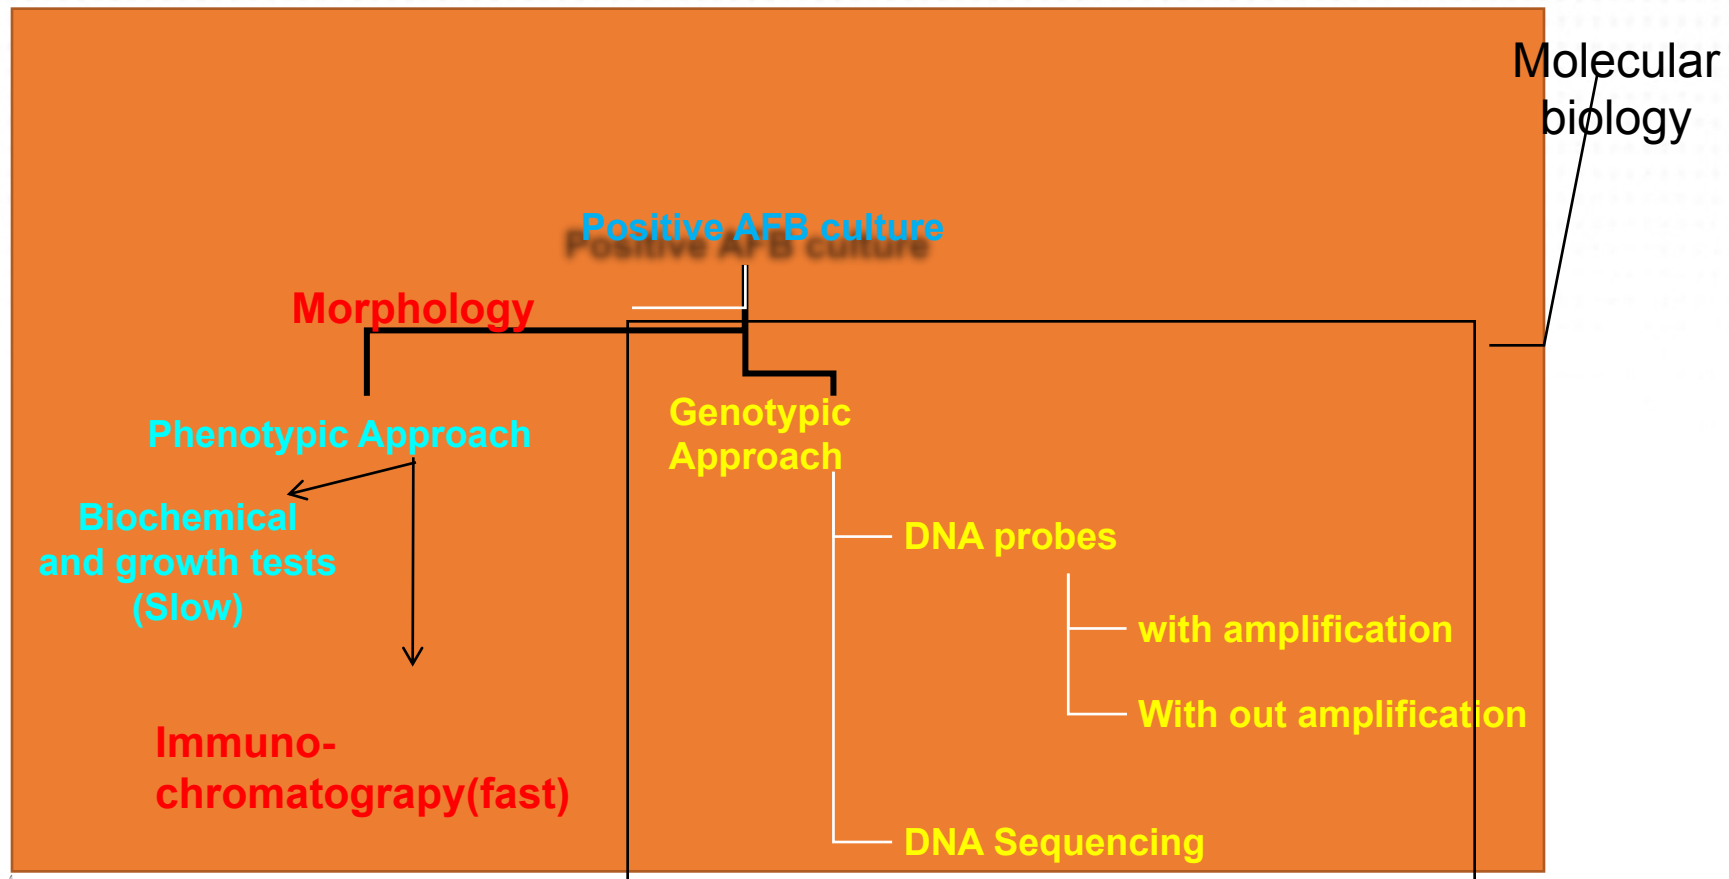 Molecular
biology
Positive AFB culture
Morphology
Phenotypic Approach
Biochemical
and growth tests
(Slow)
Immuno-
chromatograpy(fast)
Genotypic
Approach
DNA probes
with amplification
With out amplification
DNA Sequencing